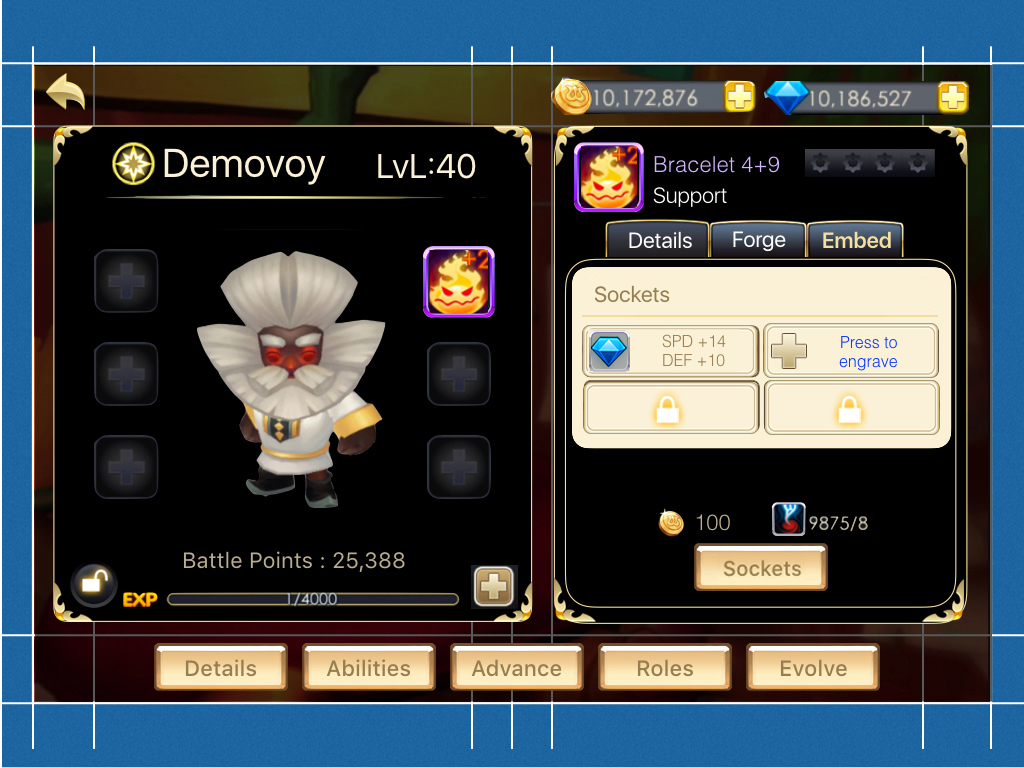 10,172,876
10,186,527
Demovoy
LvL:40
+2
Bracelet 4+9
Support
Details
Forge
Embed
+2
Sockets
SPD +14
DEF +10
Press to
engrave
100
9875/8
Sockets
Battle Points : 25,388
EXP
1/4000
Details
Abilities
Advance
Roles
Evolve